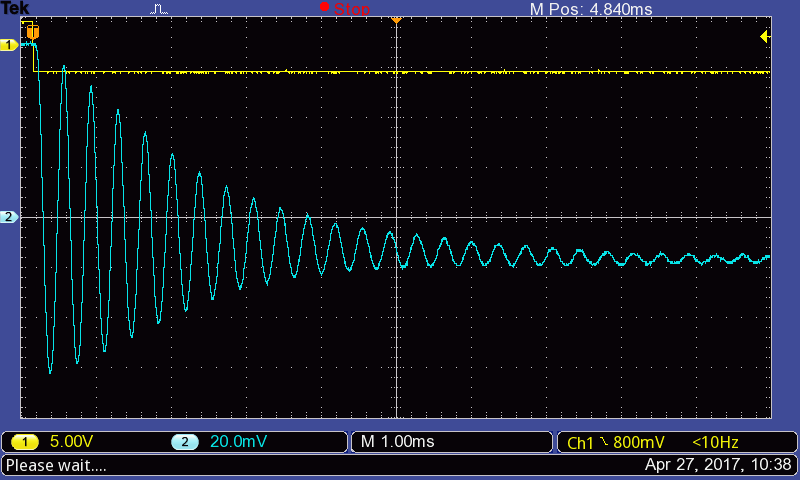 Tek Stop M Pos: 4.840ms
T
1
2
1 5.00V 2 20.0mV M 1.00ms Ch1 800mV <10Hz
Please wait.... Apr 27, 2017, 10:38